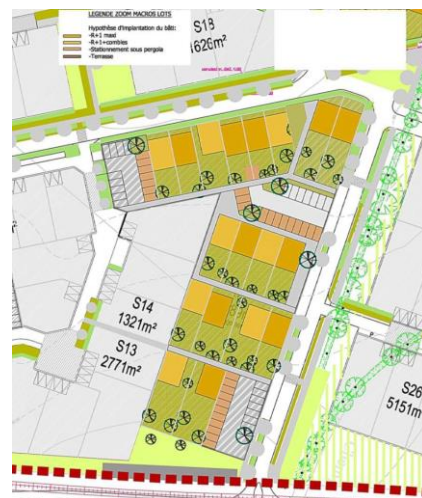 LEGENDE ZOOM MACROS LOTS
Hypothèse d'implantation du bâti:
-R+1 maxi
-R+1+combles
-Stationnement sous pergola
-Terrasse
S18
1626m²
S14
1321m²
S13
2771m²
S26
5151m²